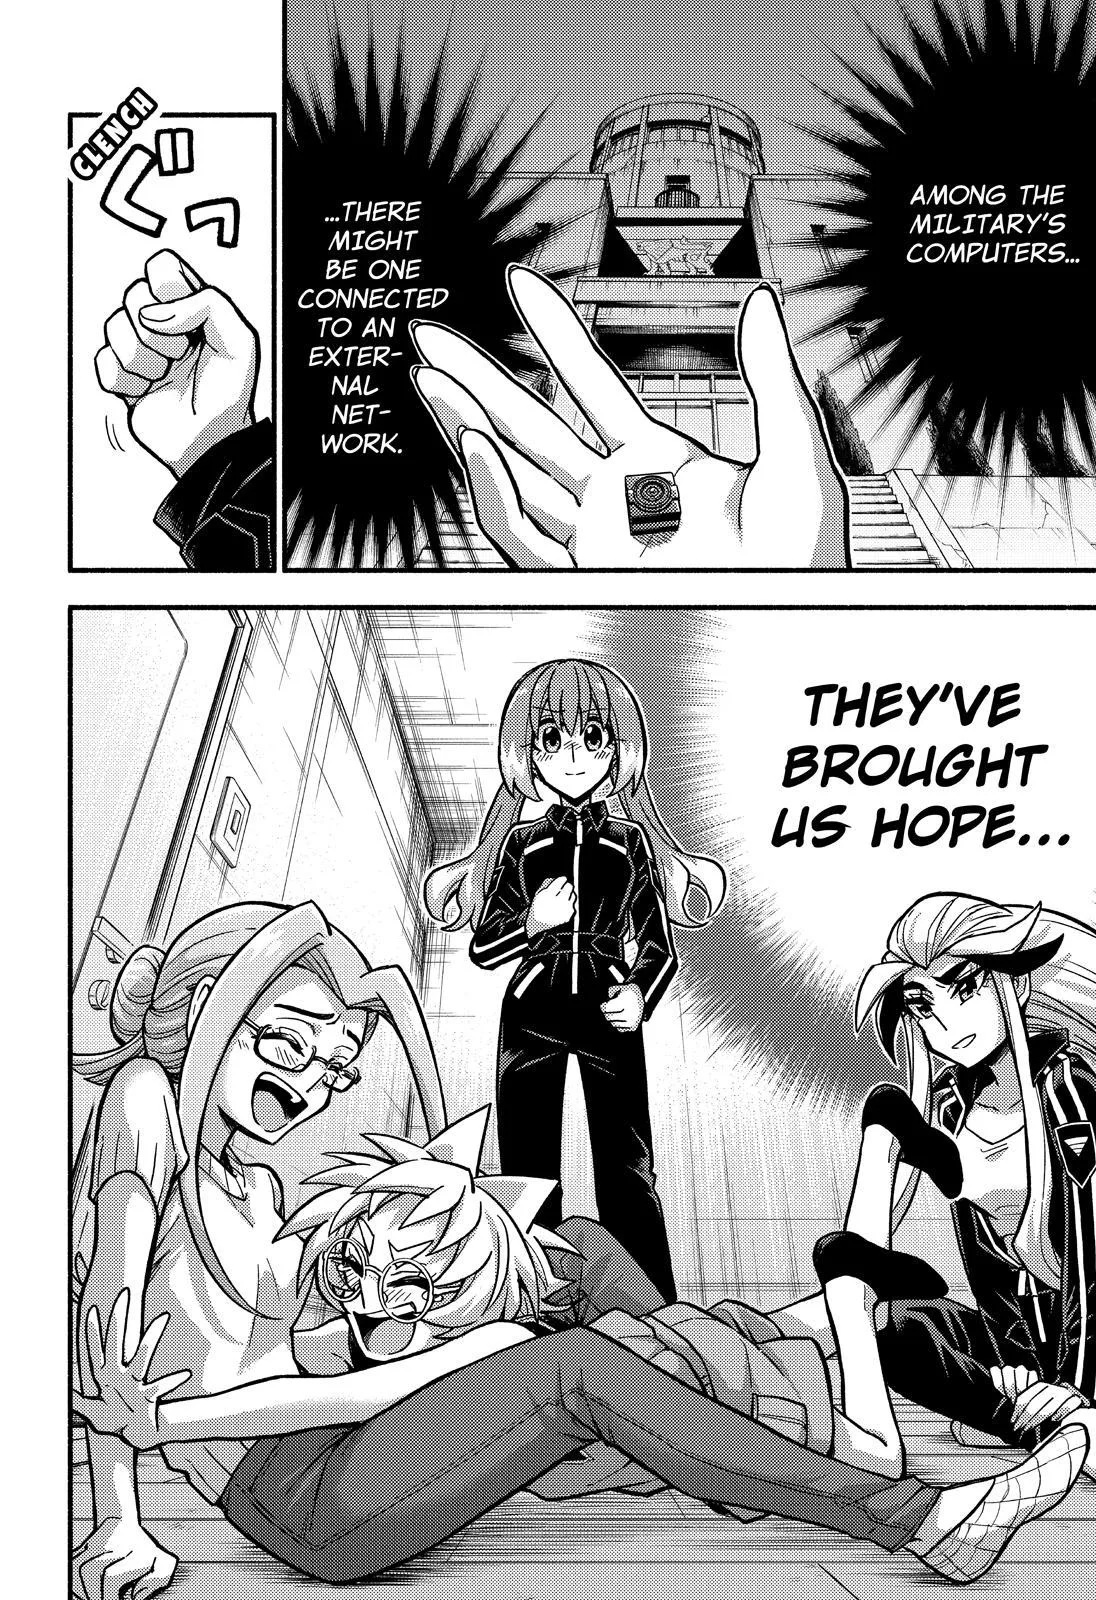 AMONG THE
MILITARY'S
COMPUTERS...
...THERE
MIGHT
BE ONE
CONNECTED
TO AN
EXTER-
NAL
NET-
WORK.
CLENCH
ぐっ
THEY'VE
BROUGHT
US HOPE...